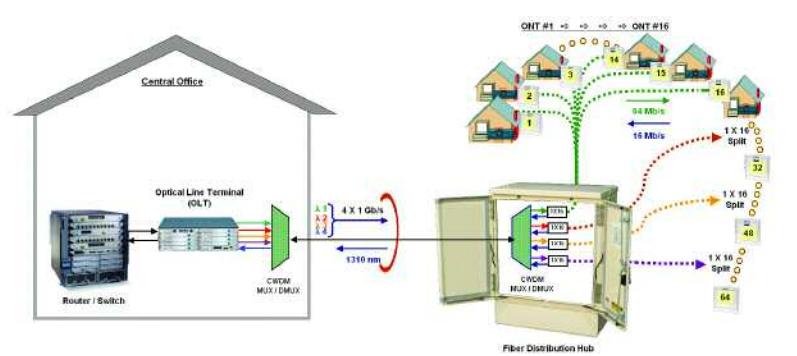 ONT #1 ONT #16
Central Office
Optical Line Terminal
(OLT)
Router / Switch
CWDM
MUX / DMUX
λ 1
λ 2
λ 3
λ 4
4 X 1 Gb/s
1310 nm
1
2
3
14
15
16
94 Mb/s
16 Mb/s
1 X 16
Split
32
1 X 16
Split
48
1 X 16
Split
64
1X16
1X16
1X16
1X16
CWDM
MUX / DMUX
Fiber Distribution Hub